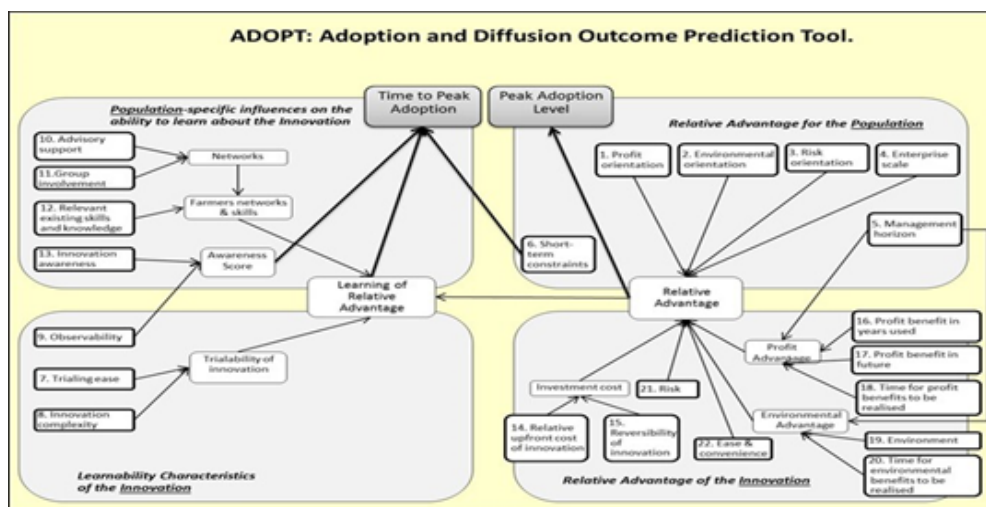 ADOPT: Adoption and Diffusion Outcome Prediction Tool.
Population-specific influences on the
ability to learn about the Innovation
Time to Peak
Adoption
Peak Adoption
Level
Relative Advantage for the Population
10. Advisory
support
11.Group
involvement
Networks
12. Relevant
existing skills
and knowledge
Farmers networks
& skills
13. Innovation
awareness
Awareness
Score
1. Profit
orientation
2. Environmental
orientation
3. Risk
orientation
4. Enterprise
scale
5. Management
horizon
6. Short-
term
constraints
Learning of
Relative
Advantage
Relative
Advantage
9. Observability
7. Trialing ease
8. Innovation
complexity
Trialability of
innovation
Learnability Characteristics
of the Innovation
Profit
Advantage
16. Profit benefit in
years used
17. Profit benefit in
future
18. Time for profit
benefits to be
realised
Investment cost
21. Risk
14. Relative
upfront cost
of innovation
15.
Reversibility
of
innovation
22. Ease &
convenience
Environmental
Advantage
19. Environment
20. Time for
environmental
benefits to be
realised
Relative Advantage of the Innovation